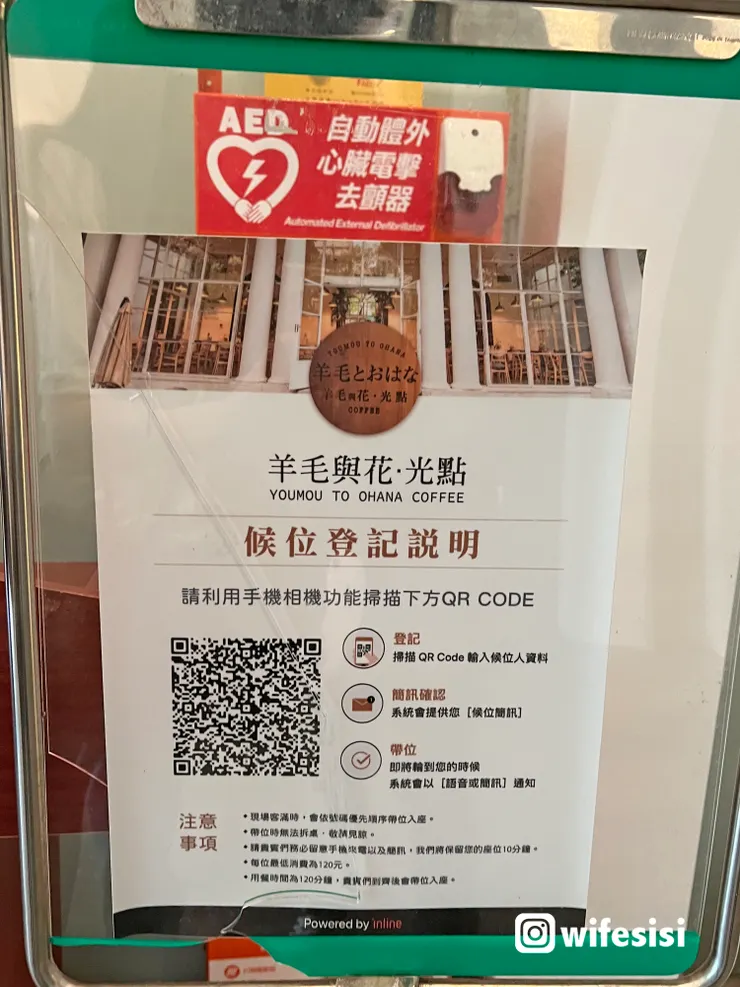 AED
自動體外
心臟電擊
去顫器
Automated External Defibrillator
YOUMOU TO OHANA
羊毛とおはな
羊毛與花·光點
COFFEE
羊毛與花·光點
YOUMOU TO OHANA COFFEE
候位登記説明
請利用手機相機功能掃描下方QR CODE
登記
掃描 QR Code 輸入候位人資料
簡訊確認
系統會提供您［候位簡訊］
帶位
即將輪到您的時候
系統會以［語音或簡訊］通知
注意
事項
•現場客滿時，會依號碼優先順序帶位入座。
•帶位時無法拆桌，敬請見諒。
•請貴賓們務必留意手機來電以及簡訊，我們將保留您的座位10分鐘。
•每位最低消費為120元。
•用餐時間為120分鐘，貴賓們到齊後會帶位入座。
Powered by inline
wifesisi